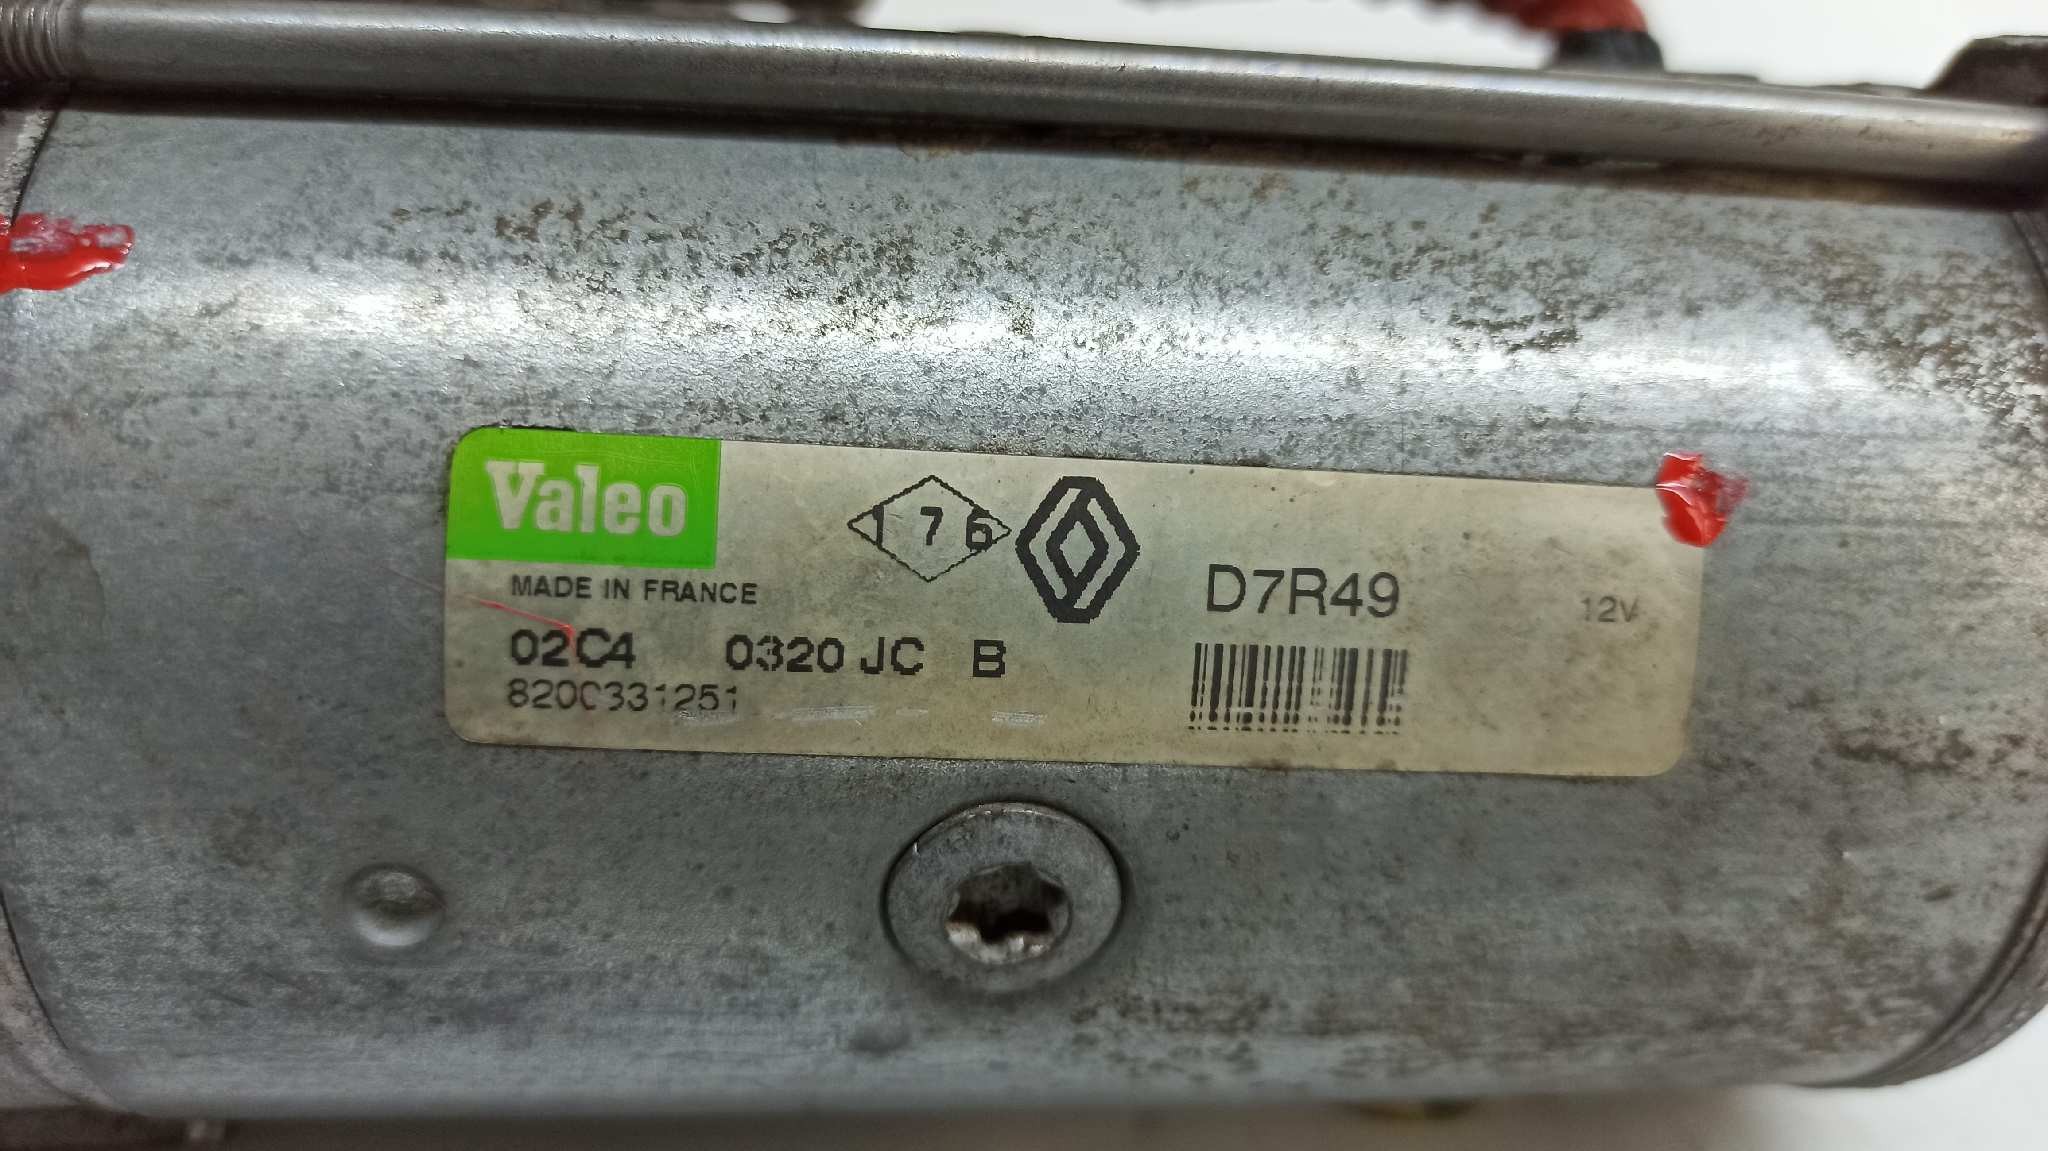 Valeo
176
D7R49
12V
MADE IN FRANCE
02C4 0320 JC B
8200331251